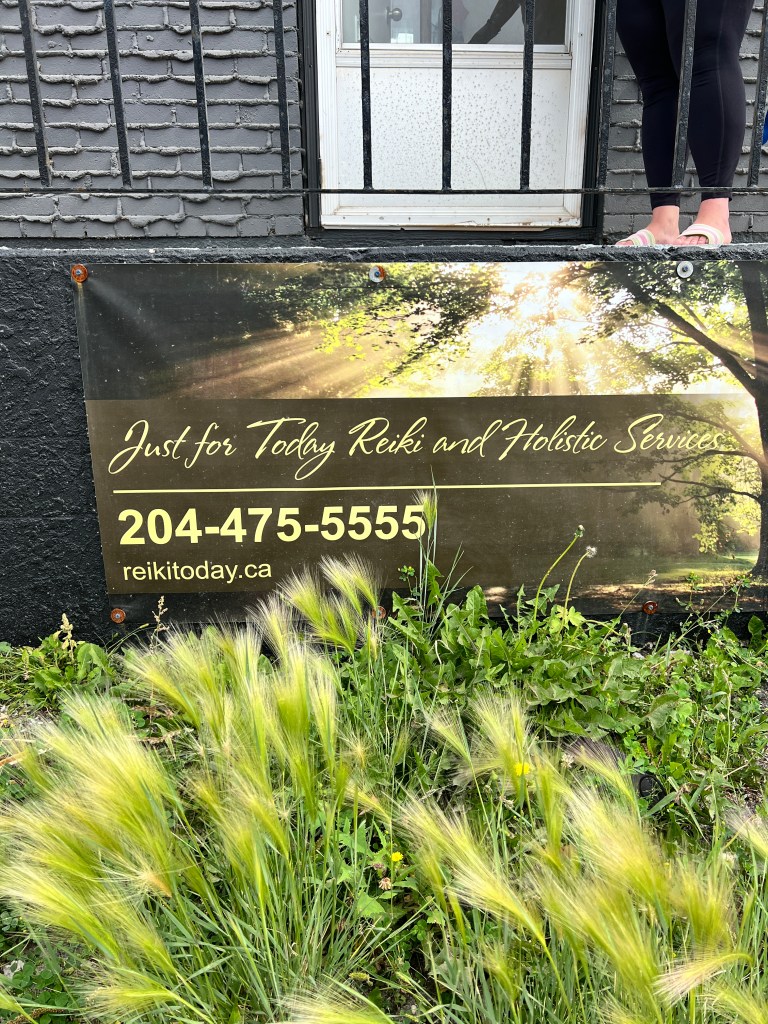 Just for Today Reiki and Holistic Services
204-475-5555
reikitoday.ca